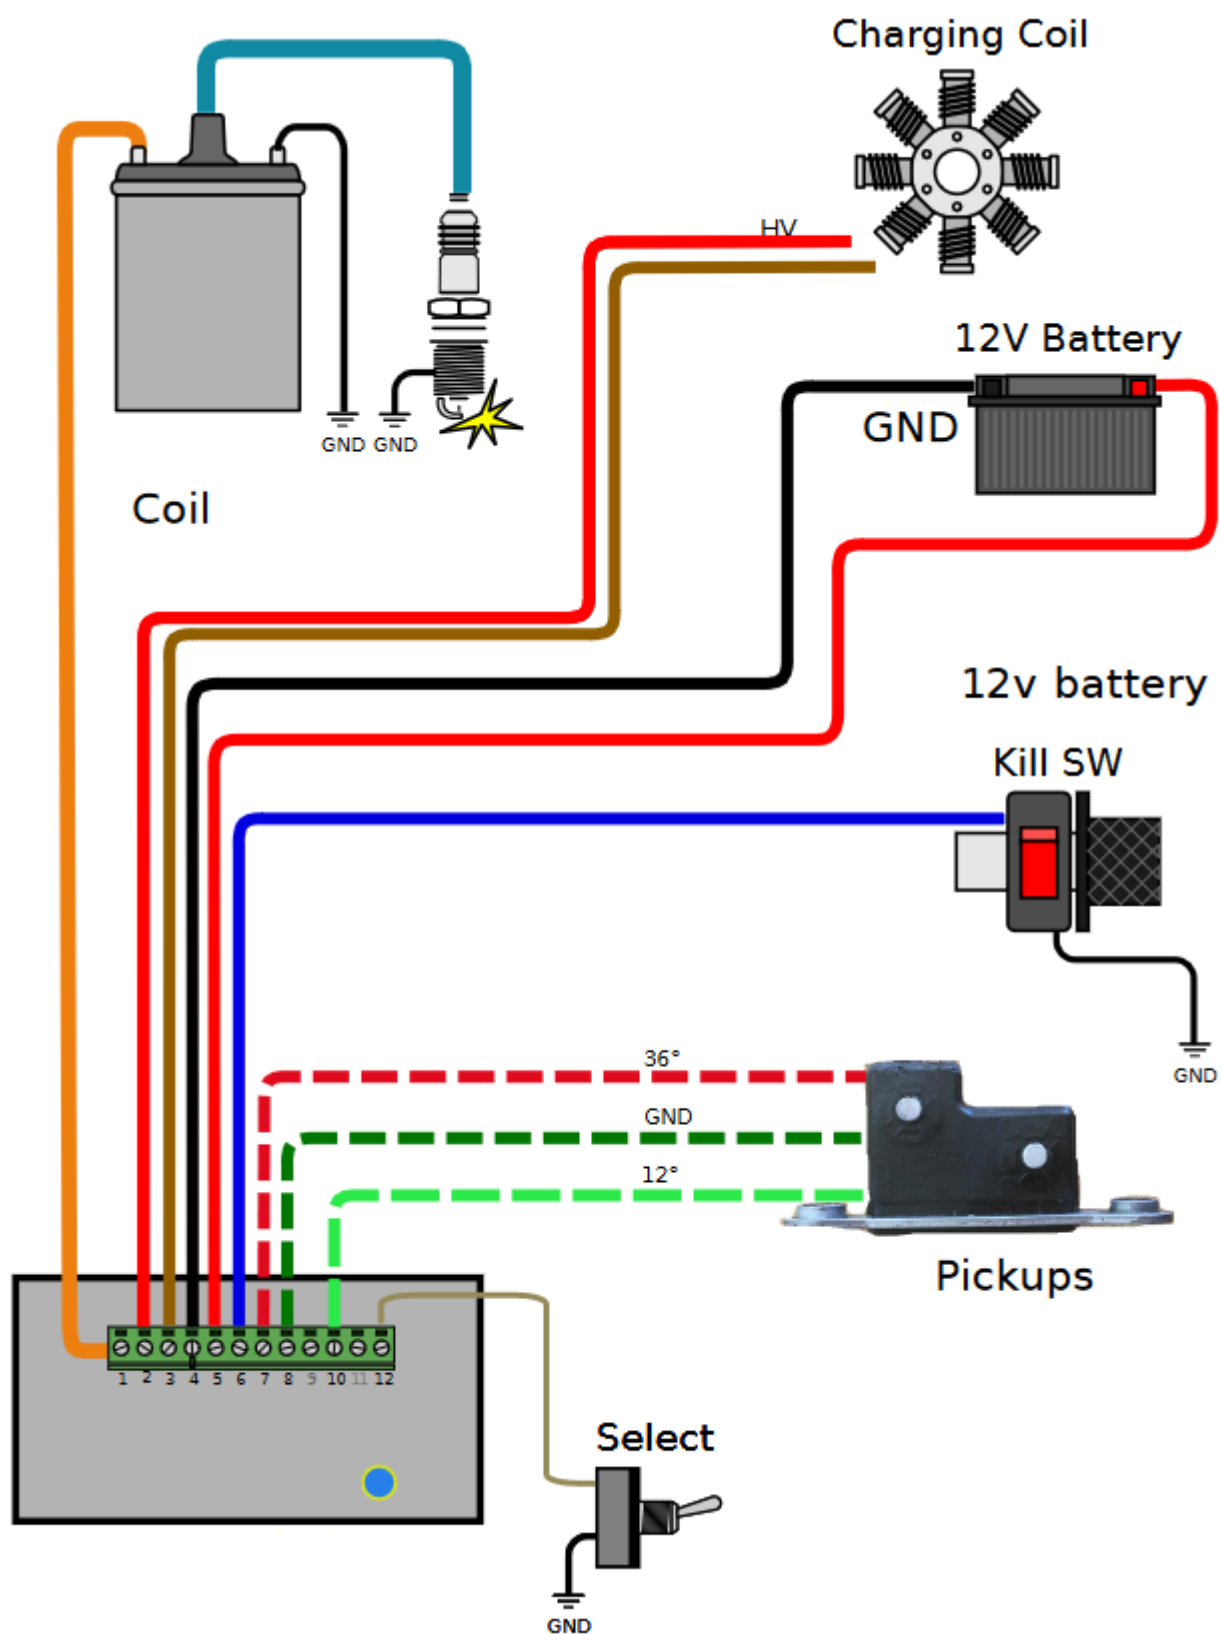 Charging Coil
HV
12V Battery
GND
GND GND
Coil
12v battery
Kill SW
GND
36°
GND
12°
Pickups
1 2 3 4 5 6 7 8 9 10 11 12
Select
GND